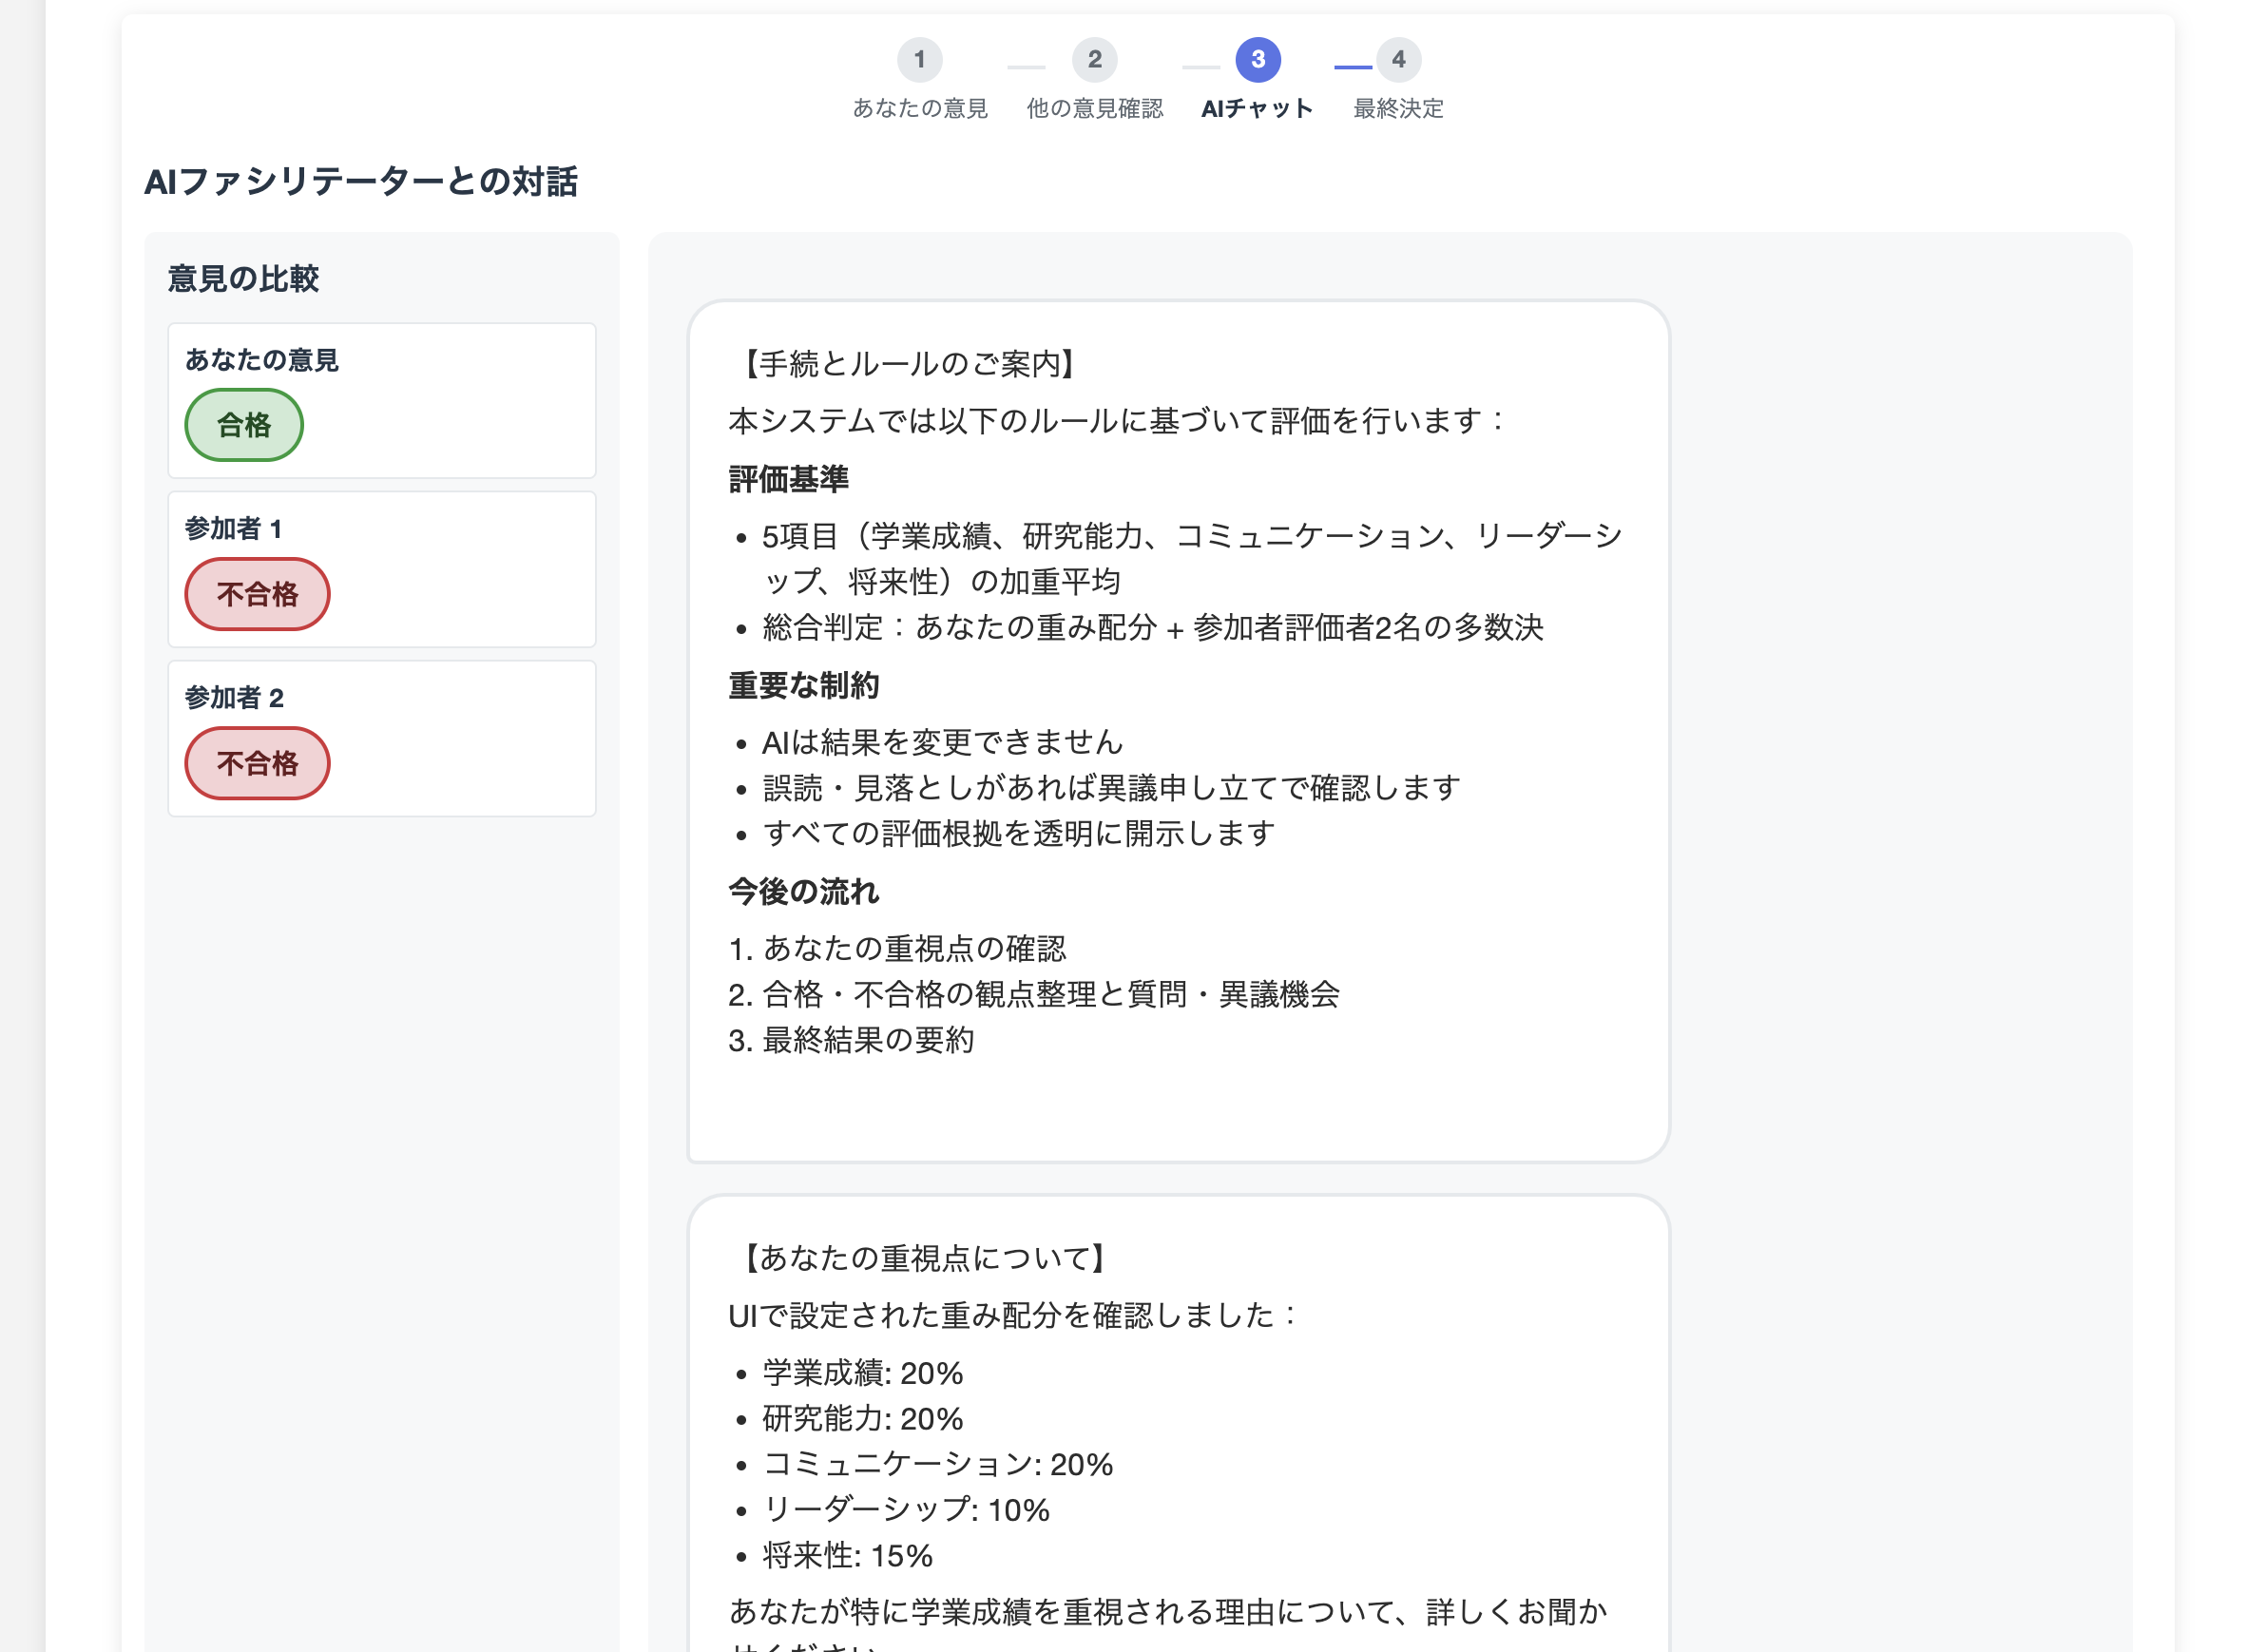 1
あなたの意見
2
他の意見確認
3
AIチャット
4
最終決定
AIファシリテーターとの対話
意見の比較
あなたの意見
合格
参加者 1
不合格
参加者 2
不合格
【手続とルールのご案内】
本システムでは以下のルールに基づいて評価を行います：
評価基準
• 5項目（学業成績、研究能力、コミュニケーション、リーダーシ
ップ、将来性）の加重平均
• 総合判定：あなたの重み配分 + 参加者評価者2名の多数決
重要な制約
• AIは結果を変更できません
• 誤読・見落としがあれば異議申し立てで確認します
• すべての評価根拠を透明に開示します
今後の流れ
1. あなたの重視点の確認
2. 合格・不合格の観点整理と質問・異議機会
3. 最終結果の要約
【あなたの重視点について】
UIで設定された重み配分を確認しました：
• 学業成績: 20%
• 研究能力: 20%
• コミュニケーション: 20%
• リーダーシップ: 10%
• 将来性: 15%
あなたが特に学業成績を重視される理由について、詳しくお聞か